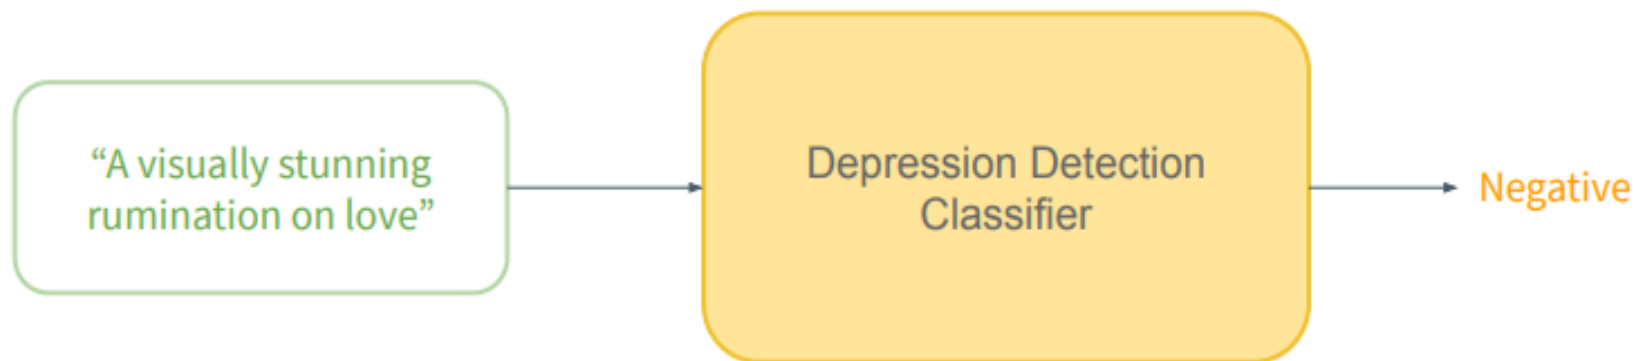 “A visually stunning
rumination on love”
Depression Detection
Classifier
Negative